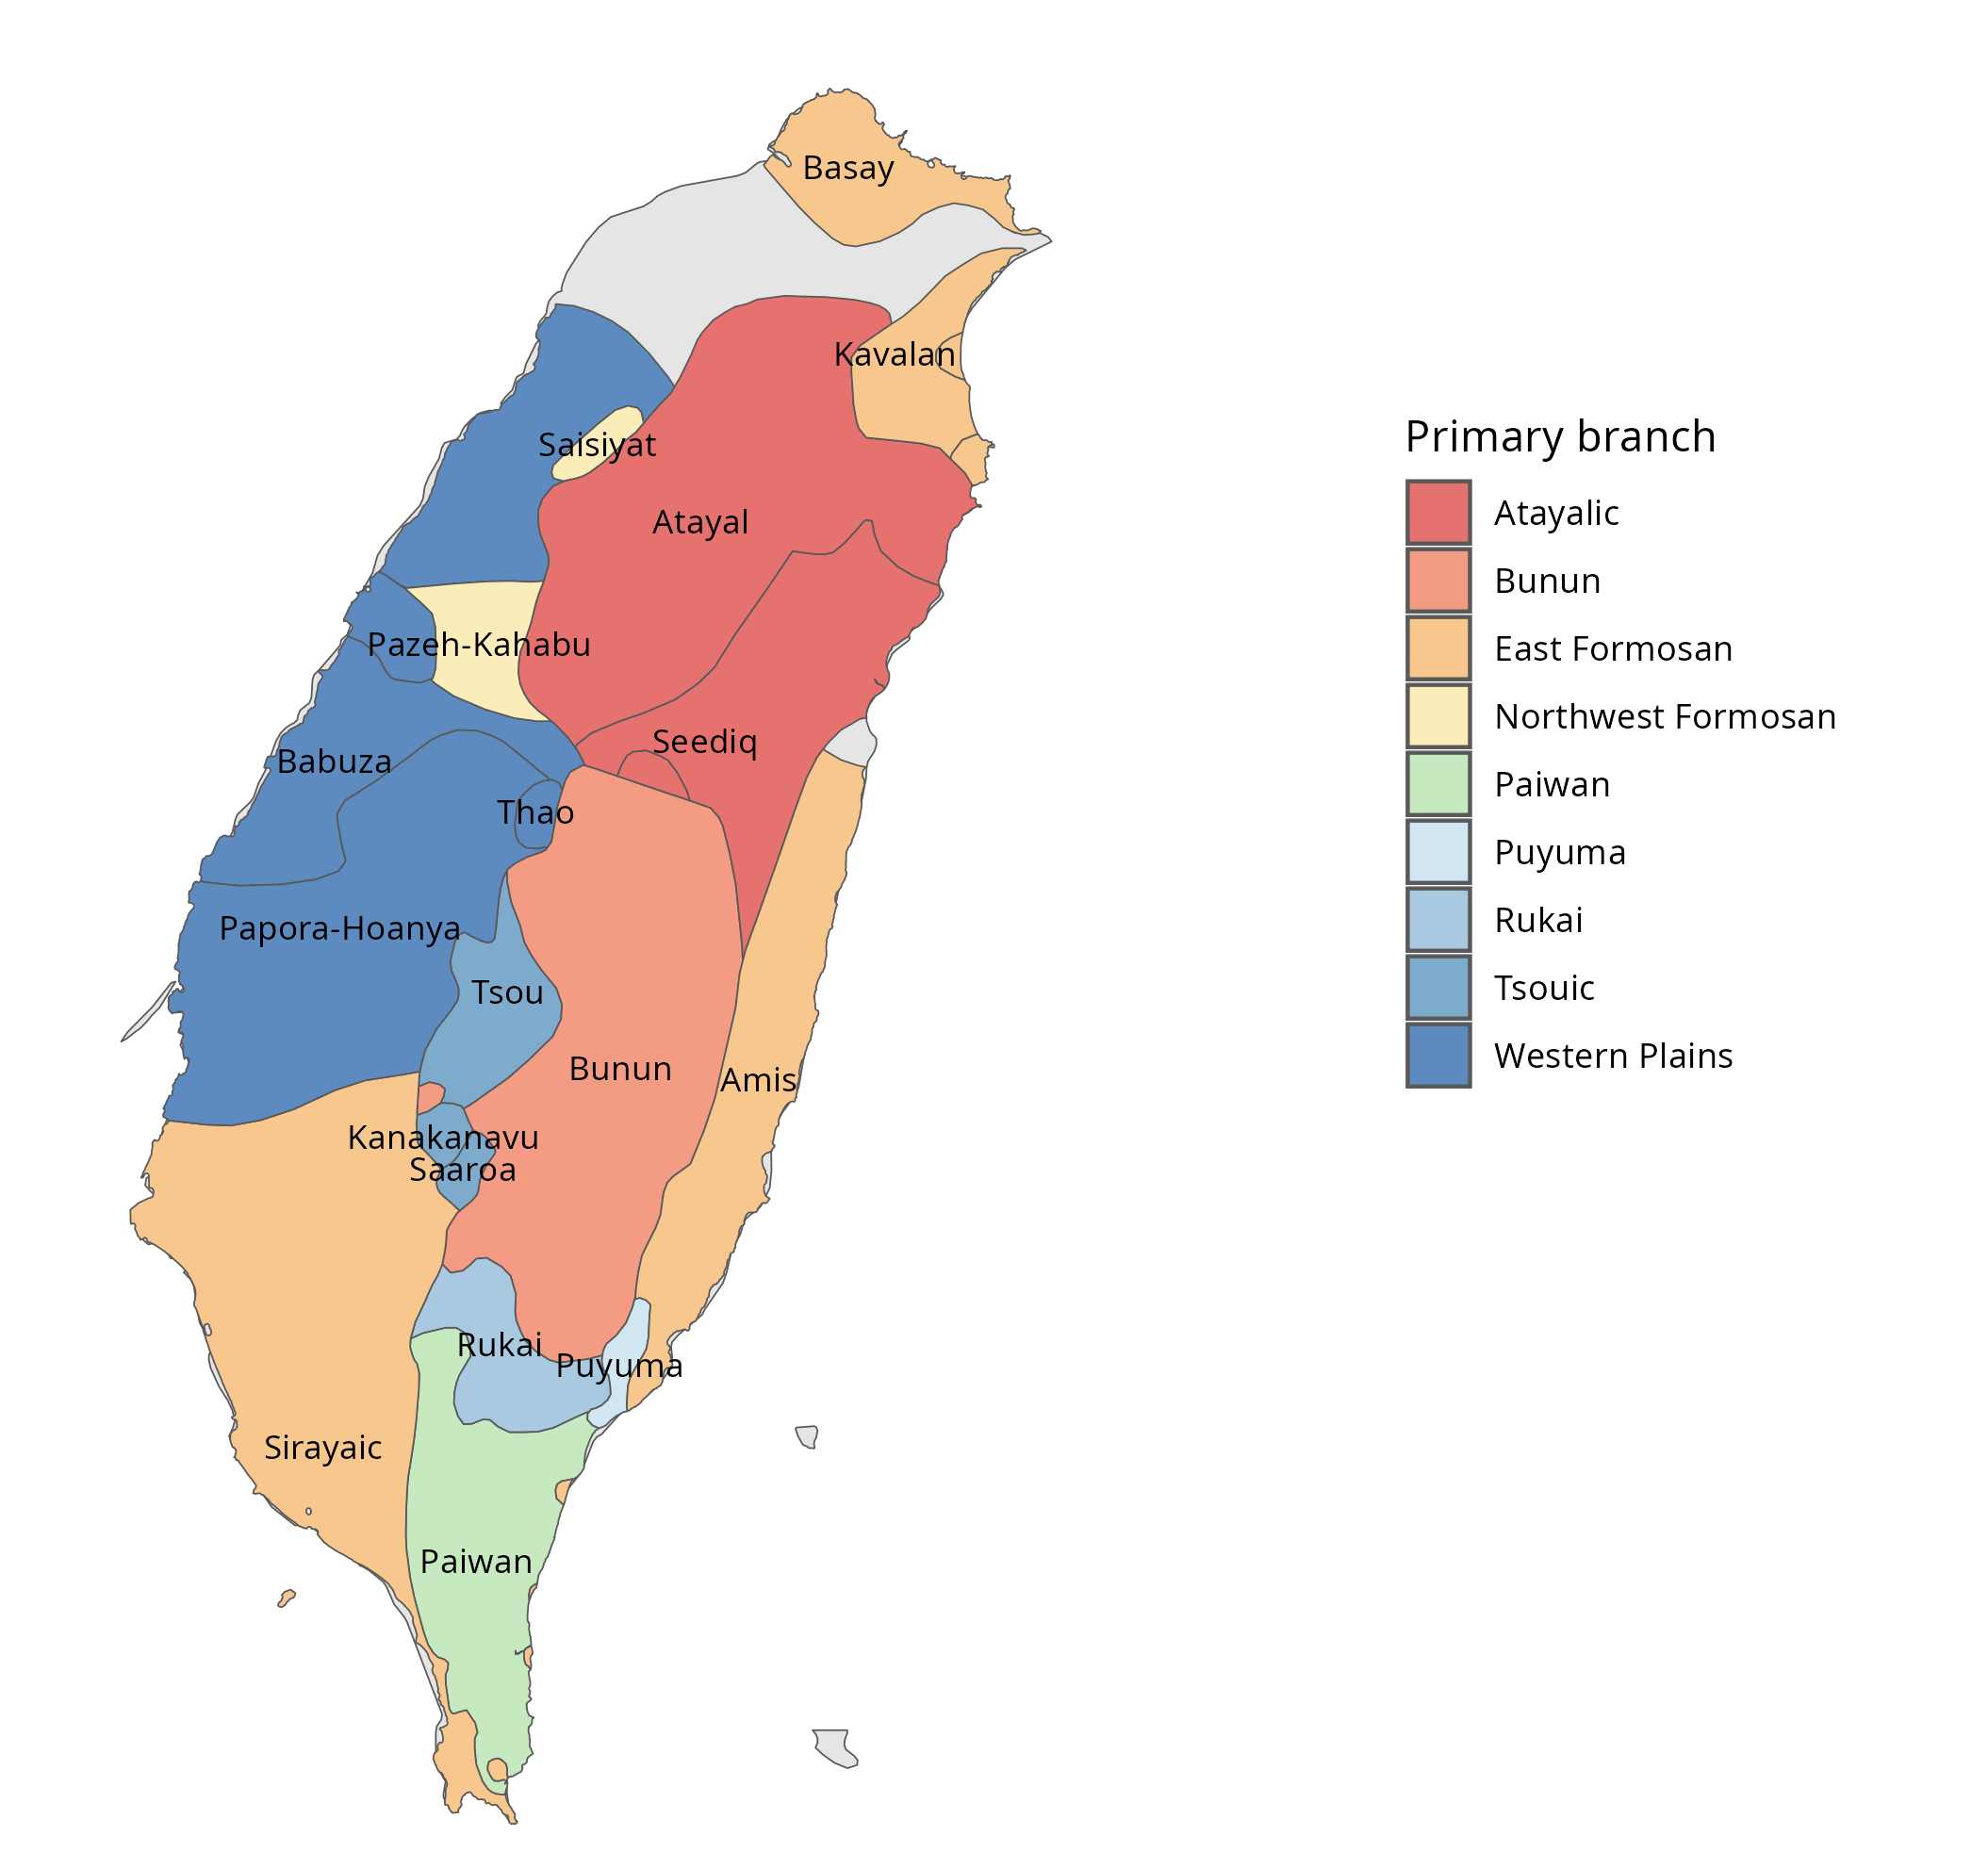 Basay
Kavalan
Saisiyat
Atayal
Pazeh-Kahabu
Seediq
Babuza
Thao
Papora-Hoanya
Tsou
Bunun
Amis
Kanakanavu
Saaroa
Rukai
Puyuma
Sirayaic
Paiwan
Primary branch
Atayalic
Bunun
East Formosan
Northwest Formosan
Paiwan
Puyuma
Rukai
Tsouic
Western Plains